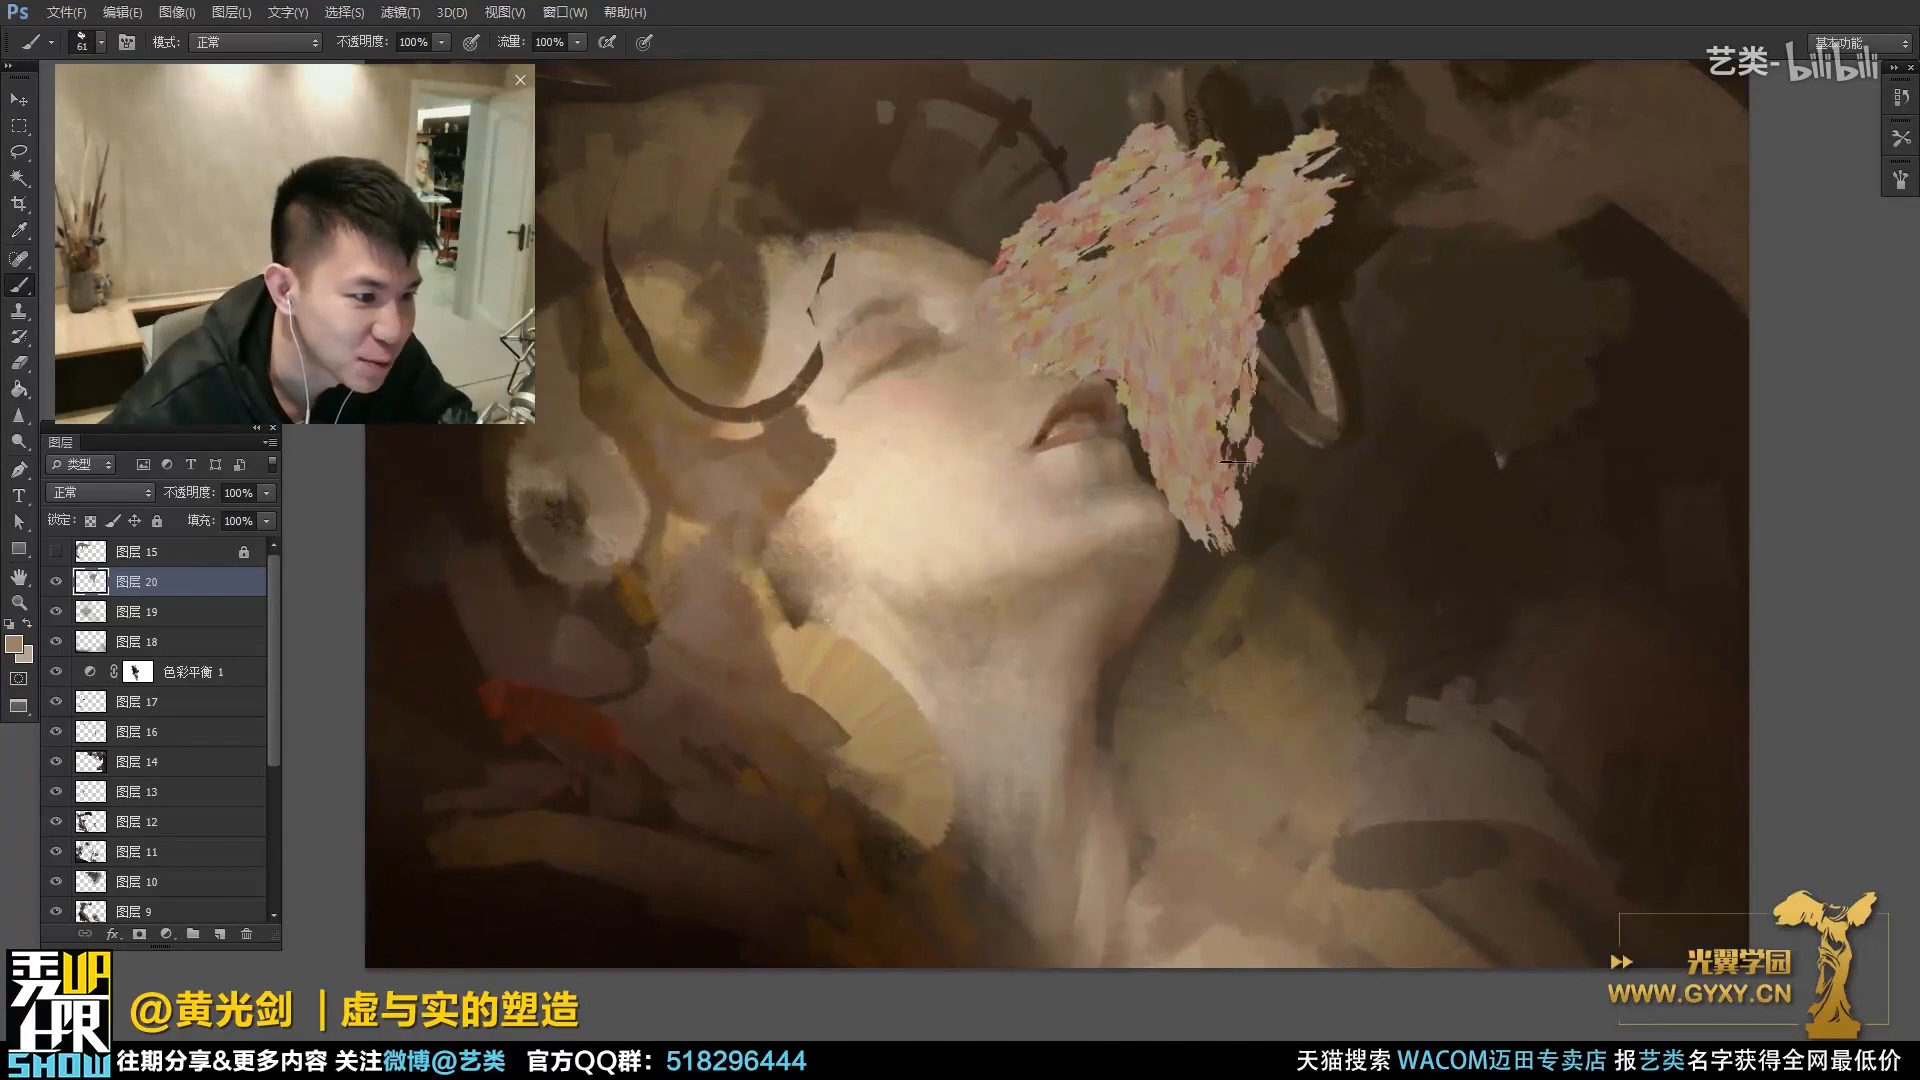 Ps 文件(F) 编辑(E) 图像(I) 图层(L) 文字(Y) 选择(S) 滤镜(T) 3D(D) 视图(V) 窗口(W) 帮助(H)
61 模式: 正常 不透明度: 100% 流量: 100% 基本功能
艺类- bilibili
图层
类型
正常 不透明度: 100%
锁定: 填充: 100%
图层 15
图层 20
图层 19
图层 18
色彩平衡 1
图层 17
图层 16
图层 14
图层 13
图层 12
图层 11
图层 10
图层 9
fx
光翼学园
WWW.GYXY.CN
UP
SHOW
@黄光剑 | 虚与实的塑造
往期分享&更多内容 关注微博@艺类 官方QQ群: 518296444
天猫搜索 WACOM迈田专卖店 报艺类名字获得全网最低价